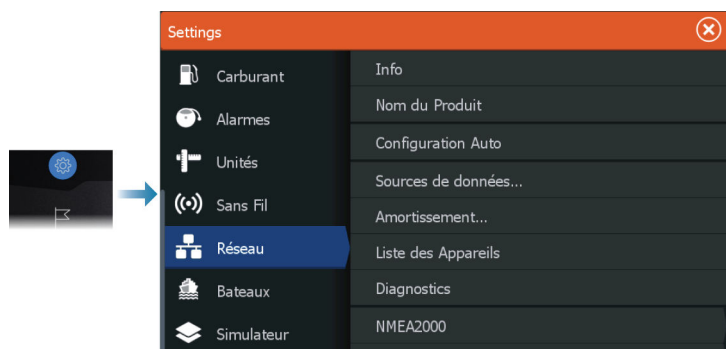 Settings
Carburant
Alarmes
Unités
Sans Fil
Réseau
Bateaux
Simulateur
Info
Nom du Produit
Configuration Auto
Sources de données...
Amortissement...
Liste des Appareils
Diagnostics
NMEA2000